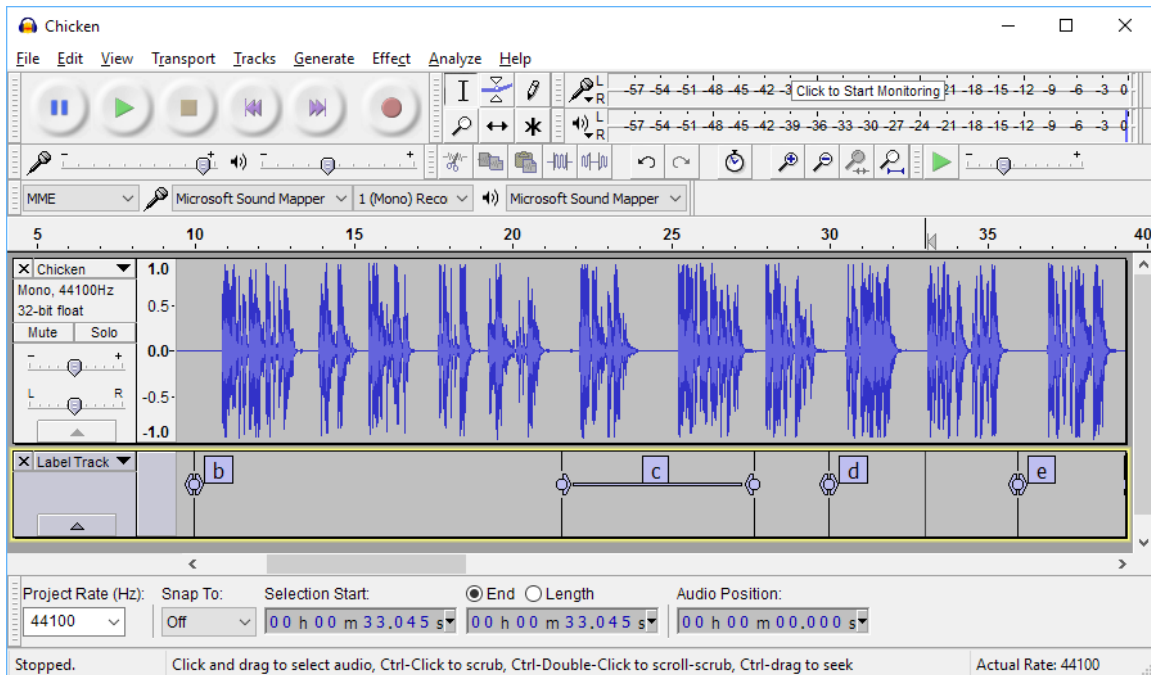 Chicken
File Edit View Transport Tracks Generate Effect Analyze Help
L
R
-57 -54 -51 -48 -45 -42 -3 Click to Start Monitoring 21 -18 -15 -12 -9 -6 -3 0
L
R
-57 -54 -51 -48 -45 -42 -39 -36 -33 -30 -27 -24 -21 -18 -15 -12 -9 -6 -3 0
- + - + - +
MME Microsoft Sound Mapper 1 (Mono) Reco Microsoft Sound Mapper
5 10 15 20 25 30 35 40
X Chicken 1.0
Mono, 44100Hz
32-bit float 0.5-
Mute Solo
- + 0.0-
L R -0.5-
-1.0
X Label Track
b c d e
Project Rate (Hz): Snap To: Selection Start: End Length Audio Position:
44100 Off 00 h 00 m 33.045 s 00 h 00 m 33.045 s 00 h 00 m 00.000 s
Stopped. Click and drag to select audio, Ctrl-Click to scrub, Ctrl-Double-Click to scroll-scrub, Ctrl-drag to seek Actual Rate: 44100